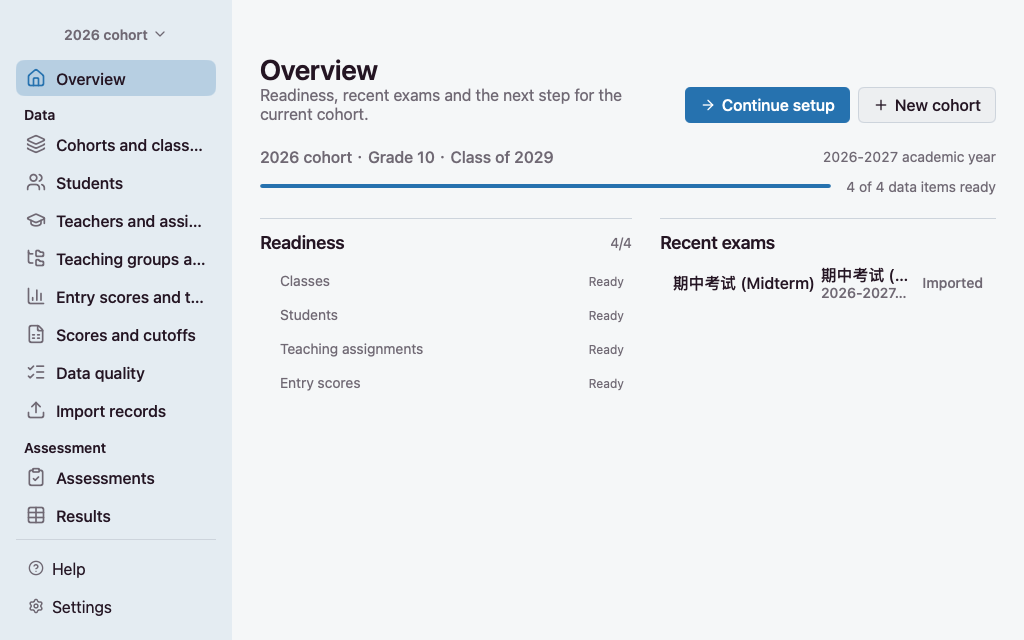 2026 cohort
Overview
Data
Cohorts and class...
Students
Teachers and assi...
Teaching groups a...
Entry scores and t...
Scores and cutoffs
Data quality
Import records
Assessment
Assessments
Results
Help
Settings
Overview
Readiness, recent exams and the next step for the
current cohort.
Continue setup
New cohort
2026 cohort · Grade 10 · Class of 2029
2026-2027 academic year
4 of 4 data items ready
Readiness
4/4
Classes
Ready
Students
Ready
Teaching assignments
Ready
Entry scores
Ready
Recent exams
期中考试 (Midterm)
期中考试 (...
2026-2027...
Imported